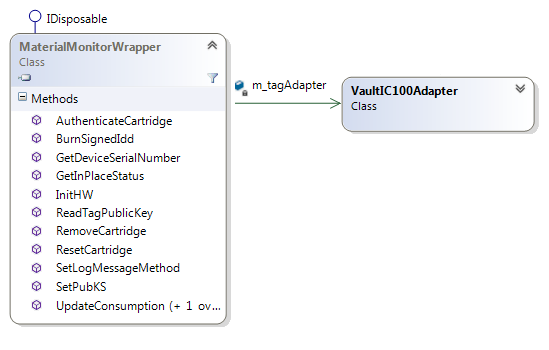 IDisposable
MaterialMonitorWrapper
Class
Methods
AuthenticateCartridge
BurnSignedIdd
GetDeviceSerialNumber
GetInPlaceStatus
InitHW
ReadTagPublicKey
RemoveCartridge
ResetCartridge
SetLogMessageMethod
SetPubKS
UpdateConsumption (+ 1 ov...
m_tagAdapter
VaultIC100Adapter
Class